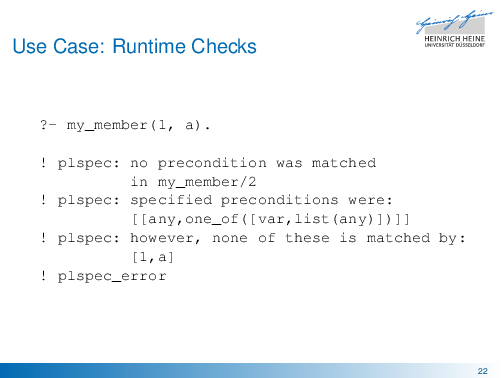 Use Case: Runtime Checks
Heinrich Heine
HEINRICH HEINE
UNIVERSITÄT DÜSSELDORF
?- my_member(1, a).
! plspec: no precondition was matched
in my_member/2
! plspec: specified preconditions were:
[[any,one_of([var,list(any)])]]
! plspec: however, none of these is matched by:
[1,a]
! plspec_error
22